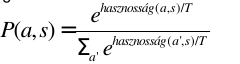 P(a,s) = e^{hasznosság(a,s)/T} / Σ_{a'} e^{hasznosság(a',s)/T}